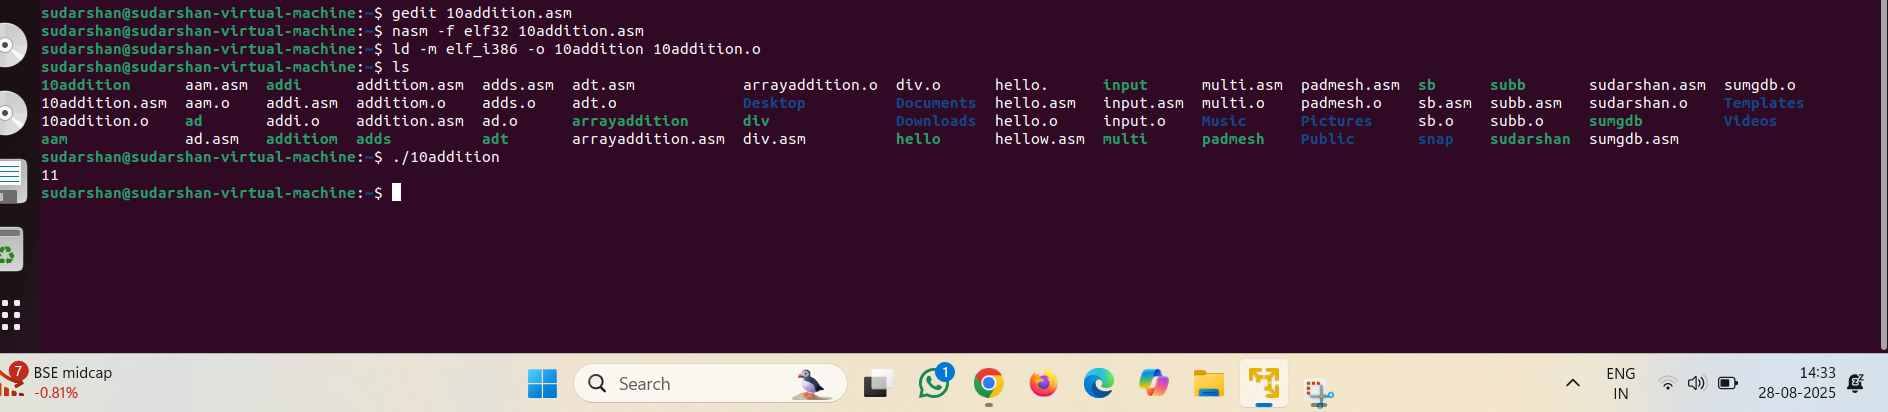 sudarshan@sudarshan-virtual-machine:~$ gedit 10addition.asm
sudarshan@sudarshan-virtual-machine:~$ nasm -f elf32 10addition.asm
sudarshan@sudarshan-virtual-machine:~$ ld -m elf_i386 -o 10addition 10addition.o
sudarshan@sudarshan-virtual-machine:~$ ls
10addition aam.asm addi additiom.asm adds.asm adt.asm arrayaddition.o div.o hello. input multi.asm padmesh.asm sb subb sudarshan.asm sumgdb.o
10addition.asm aam.o addi.asm additiom.o adds.o adt.o Desktop Documents hello.asm input.asm multi.o padmesh.o sb.asm subb.asm sudarshan.o Templates
10addition.o ad addi.o addition.asm ad.o arrayaddition div Downloads hello.o input.o Music Pictures sb.o subb.o sumgdb Videos
aam ad.asm additiom adds adt arrayaddition.asm div.asm hello hellow.asm multi padmesh Public snap sudarshan sumgdb.asm
sudarshan@sudarshan-virtual-machine:~$ ./10addition
11
sudarshan@sudarshan-virtual-machine:~$
7
BSE midcap
-0.81%
Search
1
ENG
IN
14:33
28-08-2025